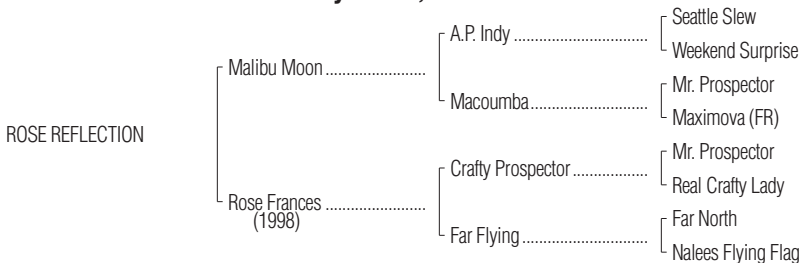 Seattle Slew
A.P. Indy
Weekend Surprise
Malibu Moon
Mr. Prospector
Macoumba
Maximova (FR)
ROSE REFLECTION
Mr. Prospector
Crafty Prospector
Real Crafty Lady
Rose Frances
(1998)
Far North
Far Flying
Nalees Flying Flag